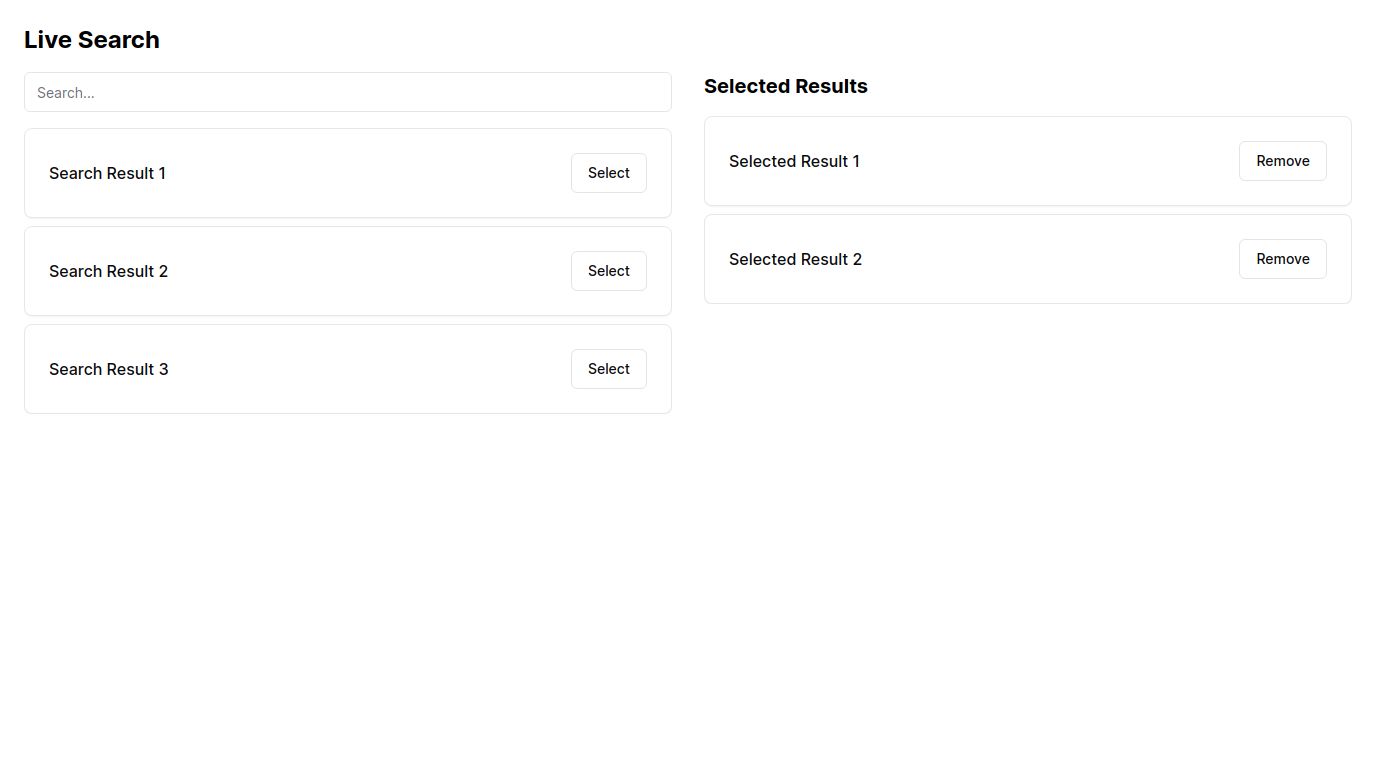 Live Search
Search...
Search Result 1
Select
Search Result 2
Select
Search Result 3
Select
Selected Results
Selected Result 1
Remove
Selected Result 2
Remove